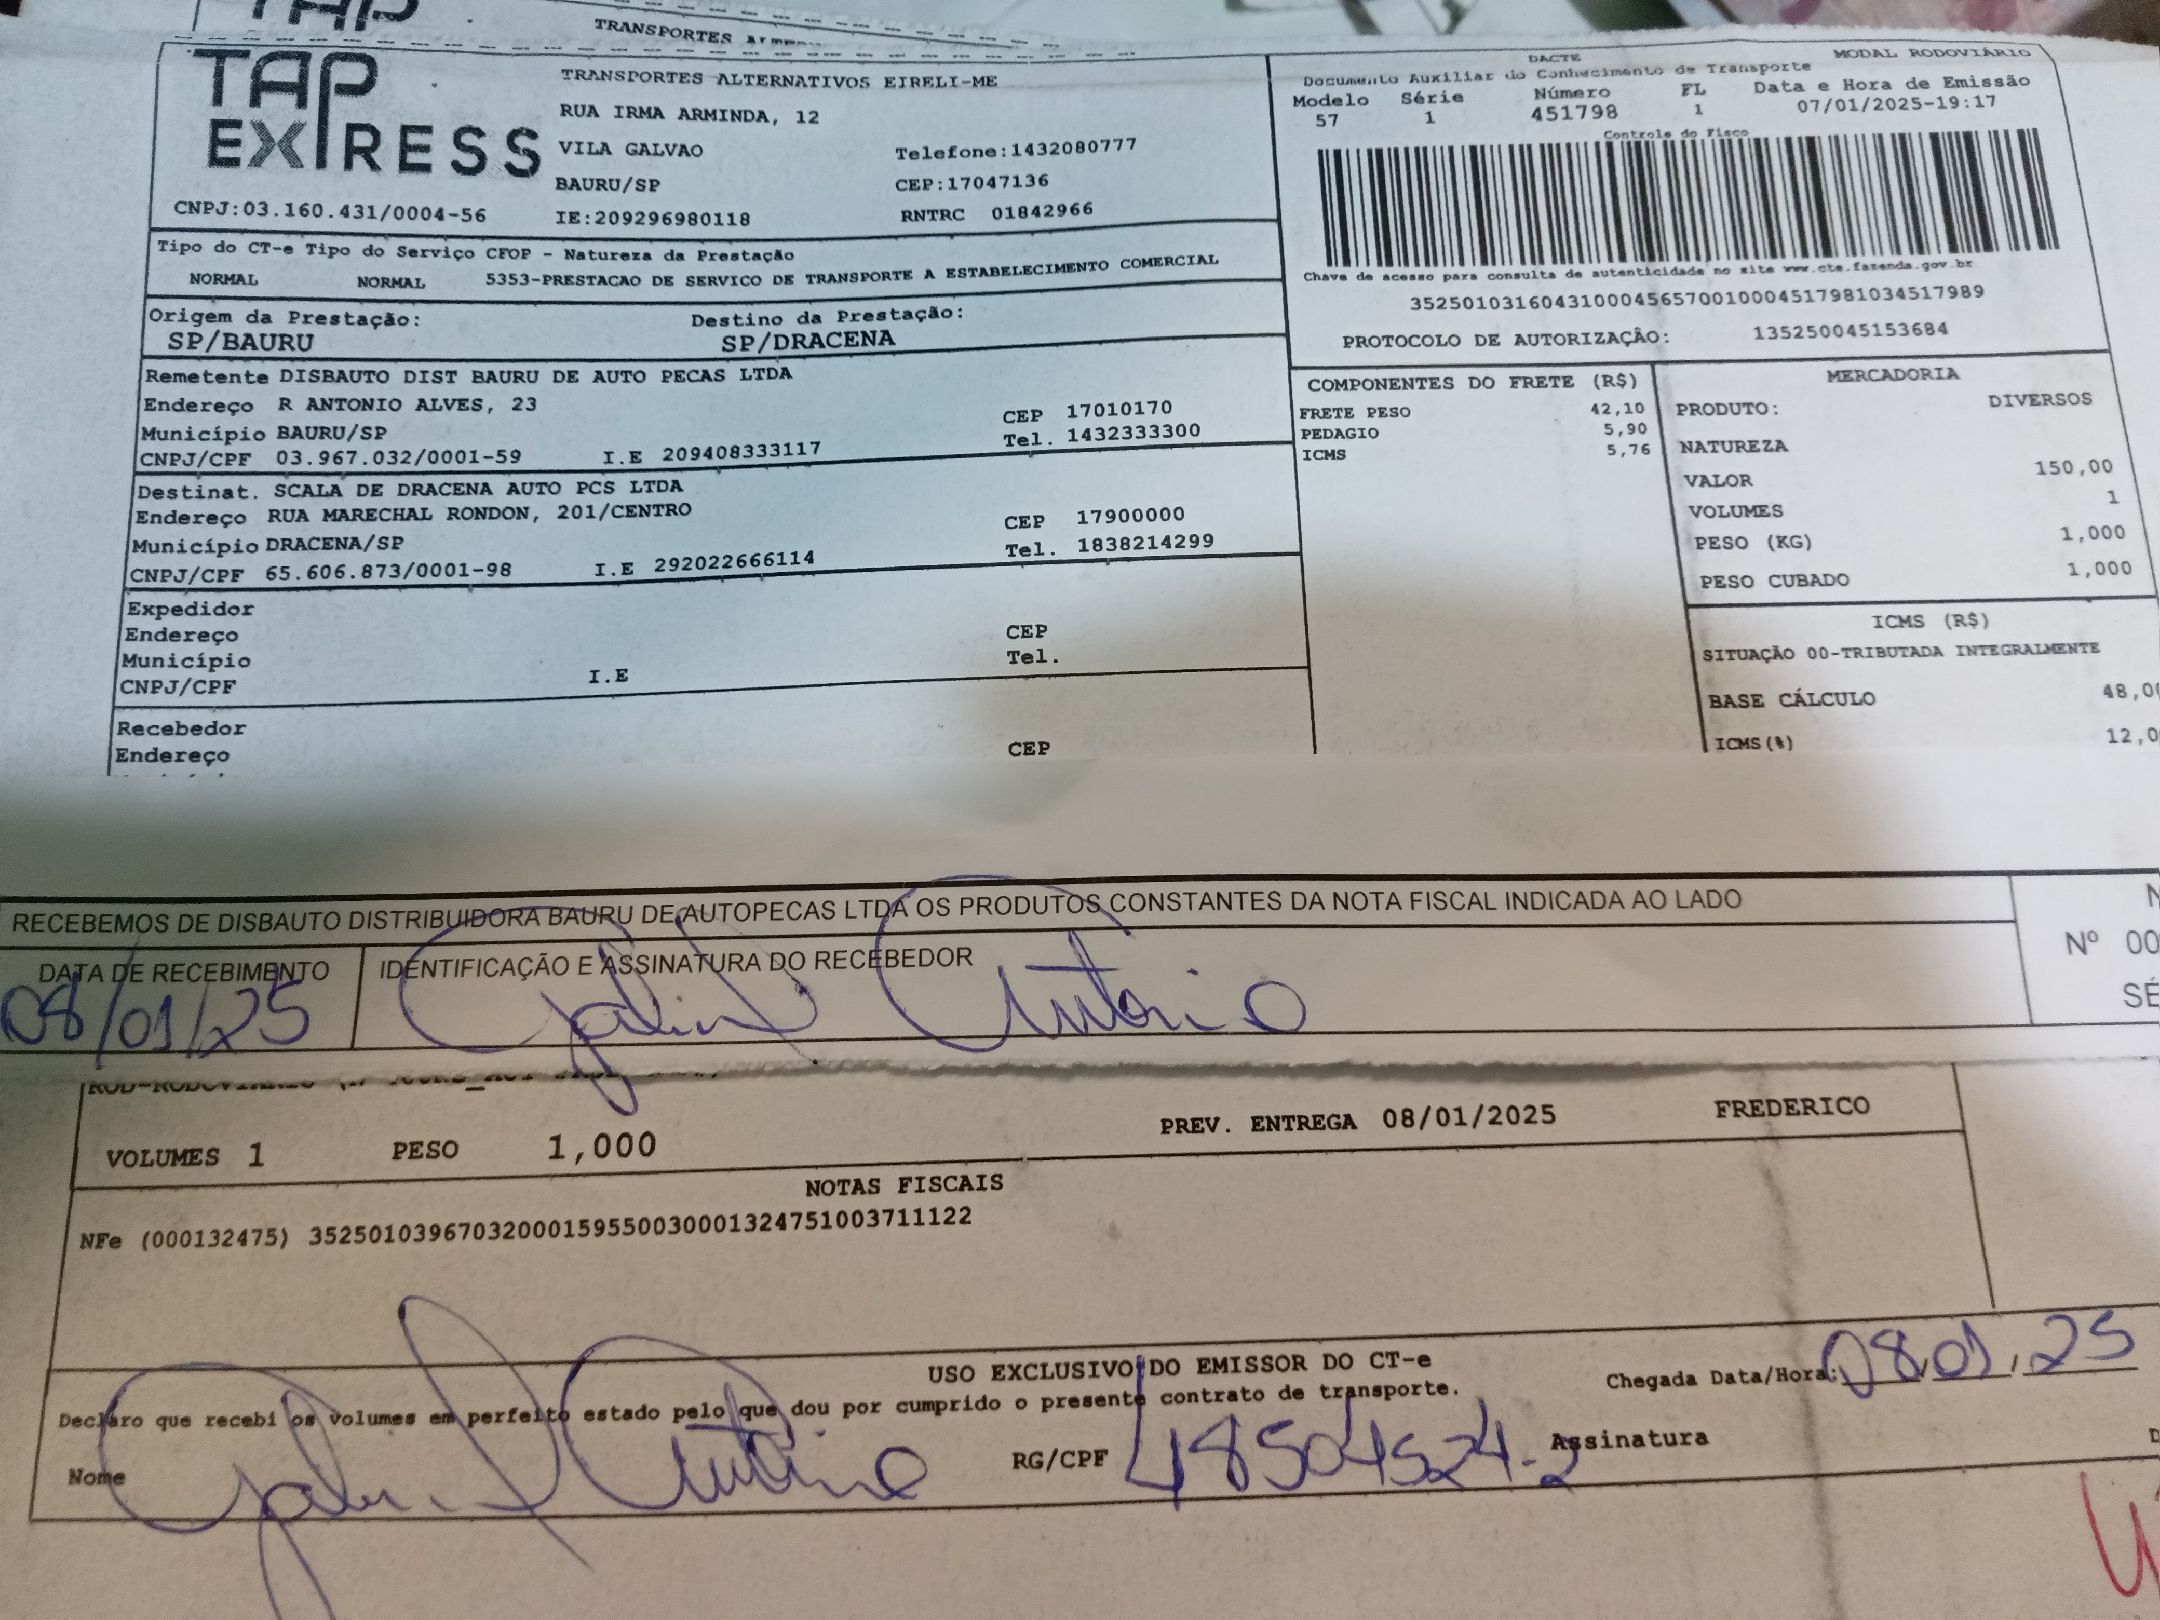 TRANSPORTES
TAP EXPRESS
TRANSPORTES ALTERNATIVOS EIRELI-ME
RUA IRMA ARMINDA, 12
VILA GALVAO Telefone:1432080777
BAURU/SP CEP:17047136
CNPJ:03.160.431/0004-56 IE:209296980118 RNTRC 01842966
DACTE MODAL RODOVIÁRIO
Documento Auxiliar do Conhecimento de Transporte
Modelo Série Número FL Data e Hora de Emissão
57 1 451798 1 07/01/2025-19:17
Controle do Fisco
Chave de acesso para consulta de autenticidade no site www.cte.fazenda.gov.br
35250103160431000456570010004517981034517989
PROTOCOLO DE AUTORIZAÇÃO: 135250045153684
Tipo do CT-e Tipo do Serviço CFOP - Natureza da Prestação
NORMAL NORMAL 5353-PRESTACAO DE SERVICO DE TRANSPORTE A ESTABELECIMENTO COMERCIAL
Origem da Prestação: Destino da Prestação:
SP/BAURU SP/DRACENA
Remetente DISBAUTO DIST BAURU DE AUTO PECAS LTDA
Endereço R ANTONIO ALVES, 23 CEP 17010170
Município BAURU/SP Tel. 1432333300
CNPJ/CPF 03.967.032/0001-59 I.E 209408333117
Destinat. SCALA DE DRACENA AUTO PCS LTDA
Endereço RUA MARECHAL RONDON, 201/CENTRO CEP 17900000
Município DRACENA/SP Tel. 1838214299
CNPJ/CPF 65.606.873/0001-98 I.E 292022666114
Expedidor
Endereço CEP
Município Tel.
CNPJ/CPF I.E
Recebedor
Endereço CEP
COMPONENTES DO FRETE (R$)
FRETE PESO 42,10
PEDAGIO 5,90
ICMS 5,76
MERCADORIA
PRODUTO: DIVERSOS
NATUREZA
VALOR 150,00
VOLUMES 1
PESO (KG) 1,000
PESO CUBADO 1,000
ICMS (R$)
SITUAÇÃO 00-TRIBUTADA INTEGRALMENTE
BASE CÁLCULO 48,0
ICMS(%) 12,0
RECEBEMOS DE DISBAUTO DISTRIBUIDORA BAURU DE AUTOPECAS LTDA OS PRODUTOS CONSTANTES DA NOTA FISCAL INDICADA AO LADO
DATA DE RECEBIMENTO IDENTIFICAÇÃO E ASSINATURA DO RECEBEDOR
Nº 00
SÉ
08/01/25 Gabriel Antonio
VOLUMES 1 PESO 1,000 PREV. ENTREGA 08/01/2025 FREDERICO
NOTAS FISCAIS
NFe (000132475) 35250103967032000159550030001324751003711122
USO EXCLUSIVO DO EMISSOR DO CT-e
Declaro que recebi os volumes em perfeito estado pelo que dou por cumprido o presente contrato de transporte.
Chegada Data/Hora: 08/01/25
Nome Gabriel Antonio RG/CPF 48504524-2 Assinatura